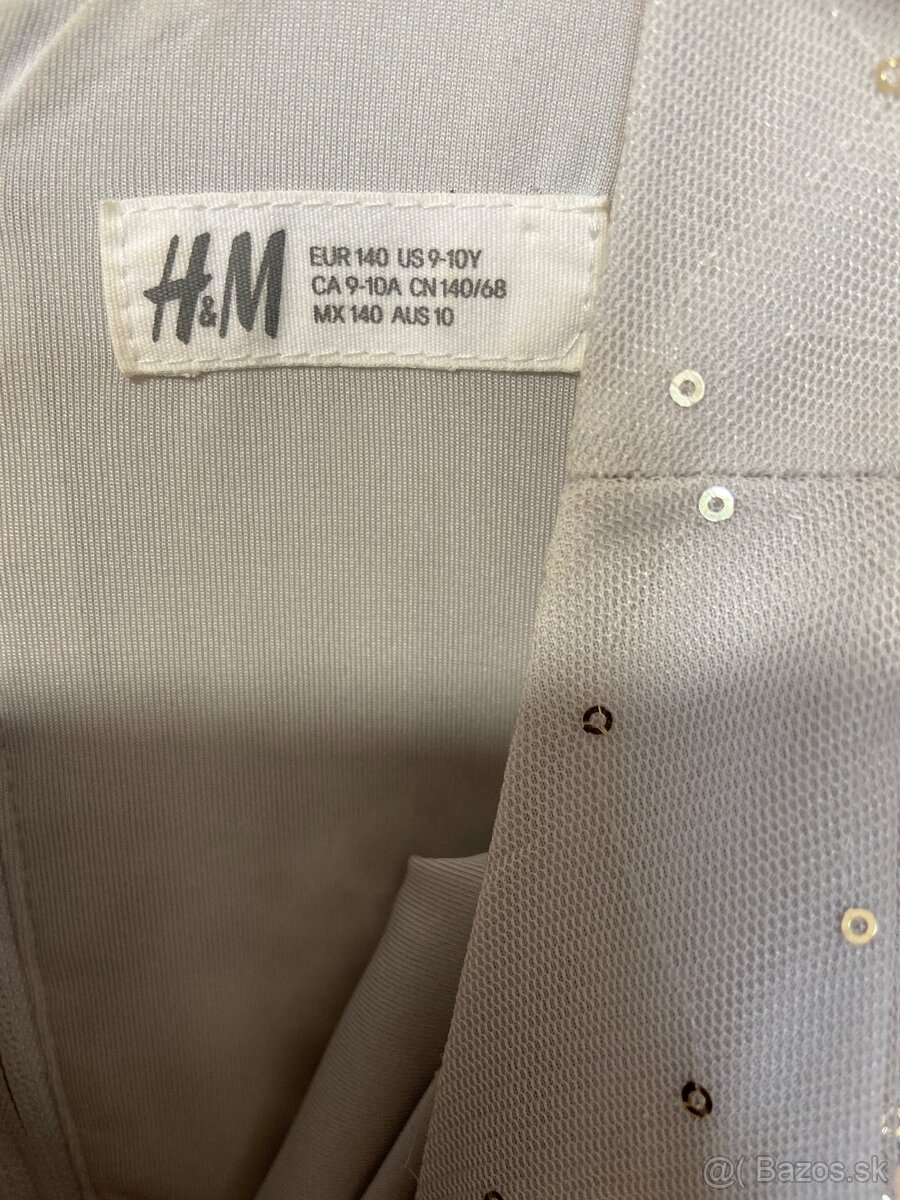 H&M
EUR 140 US 9-10Y
CA 9-10A CN 140/68
MX 140 AUS 10
@( Bazos.sk